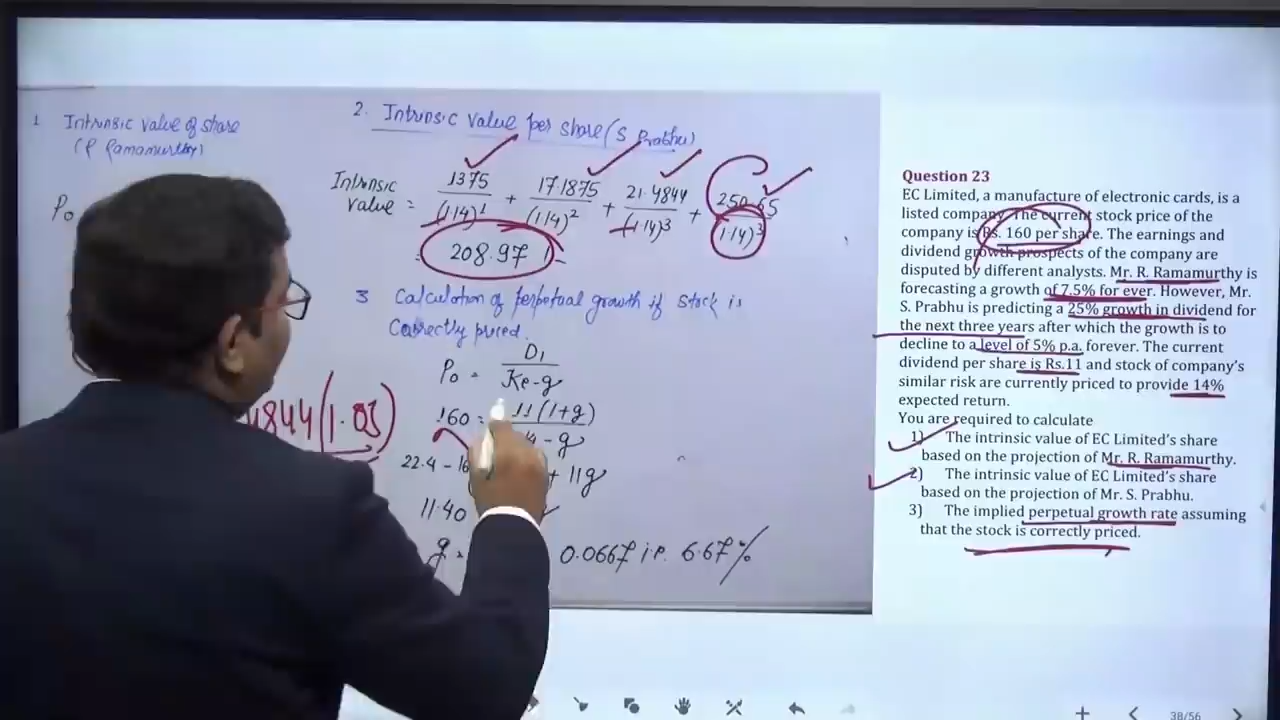 1. Intrinsic value of share
(R Ramamurthy)
P₀
2. Intrinsic value per share (S Prabhu)
Intrinsic value = 1375/(1.14)¹ + 17.1875/(1.14)² + 21.4844/(1.14)³ + 250.65/(1.14)³
208.97
3 Calculation of perpetual growth if stock is
Correctly priced.
P₀ = D₁/Ke-g
4844(1.05)
160 = 11(1+g)
- g
22.4 - 16
+ 11g
11.40
g =
0.0667 i.e. 6.67%
Question 23
EC Limited, a manufacture of electronic cards, is a
listed company. The current stock price of the
company is Rs. 160 per share. The earnings and
dividend growth prospects of the company are
disputed by different analysts. Mr. R. Ramamurthy is
forecasting a growth of 7.5% for ever. However, Mr.
S. Prabhu is predicting a 25% growth in dividend for
the next three years after which the growth is to
decline to a level of 5% p.a. forever. The current
dividend per share is Rs.11 and stock of company's
similar risk are currently priced to provide 14%
expected return.
You are required to calculate
1) The intrinsic value of EC Limited's share
based on the projection of Mr. R. Ramamurthy.
2) The intrinsic value of EC Limited's share
based on the projection of Mr. S. Prabhu.
3) The implied perpetual growth rate assuming
that the stock is correctly priced.
38/56